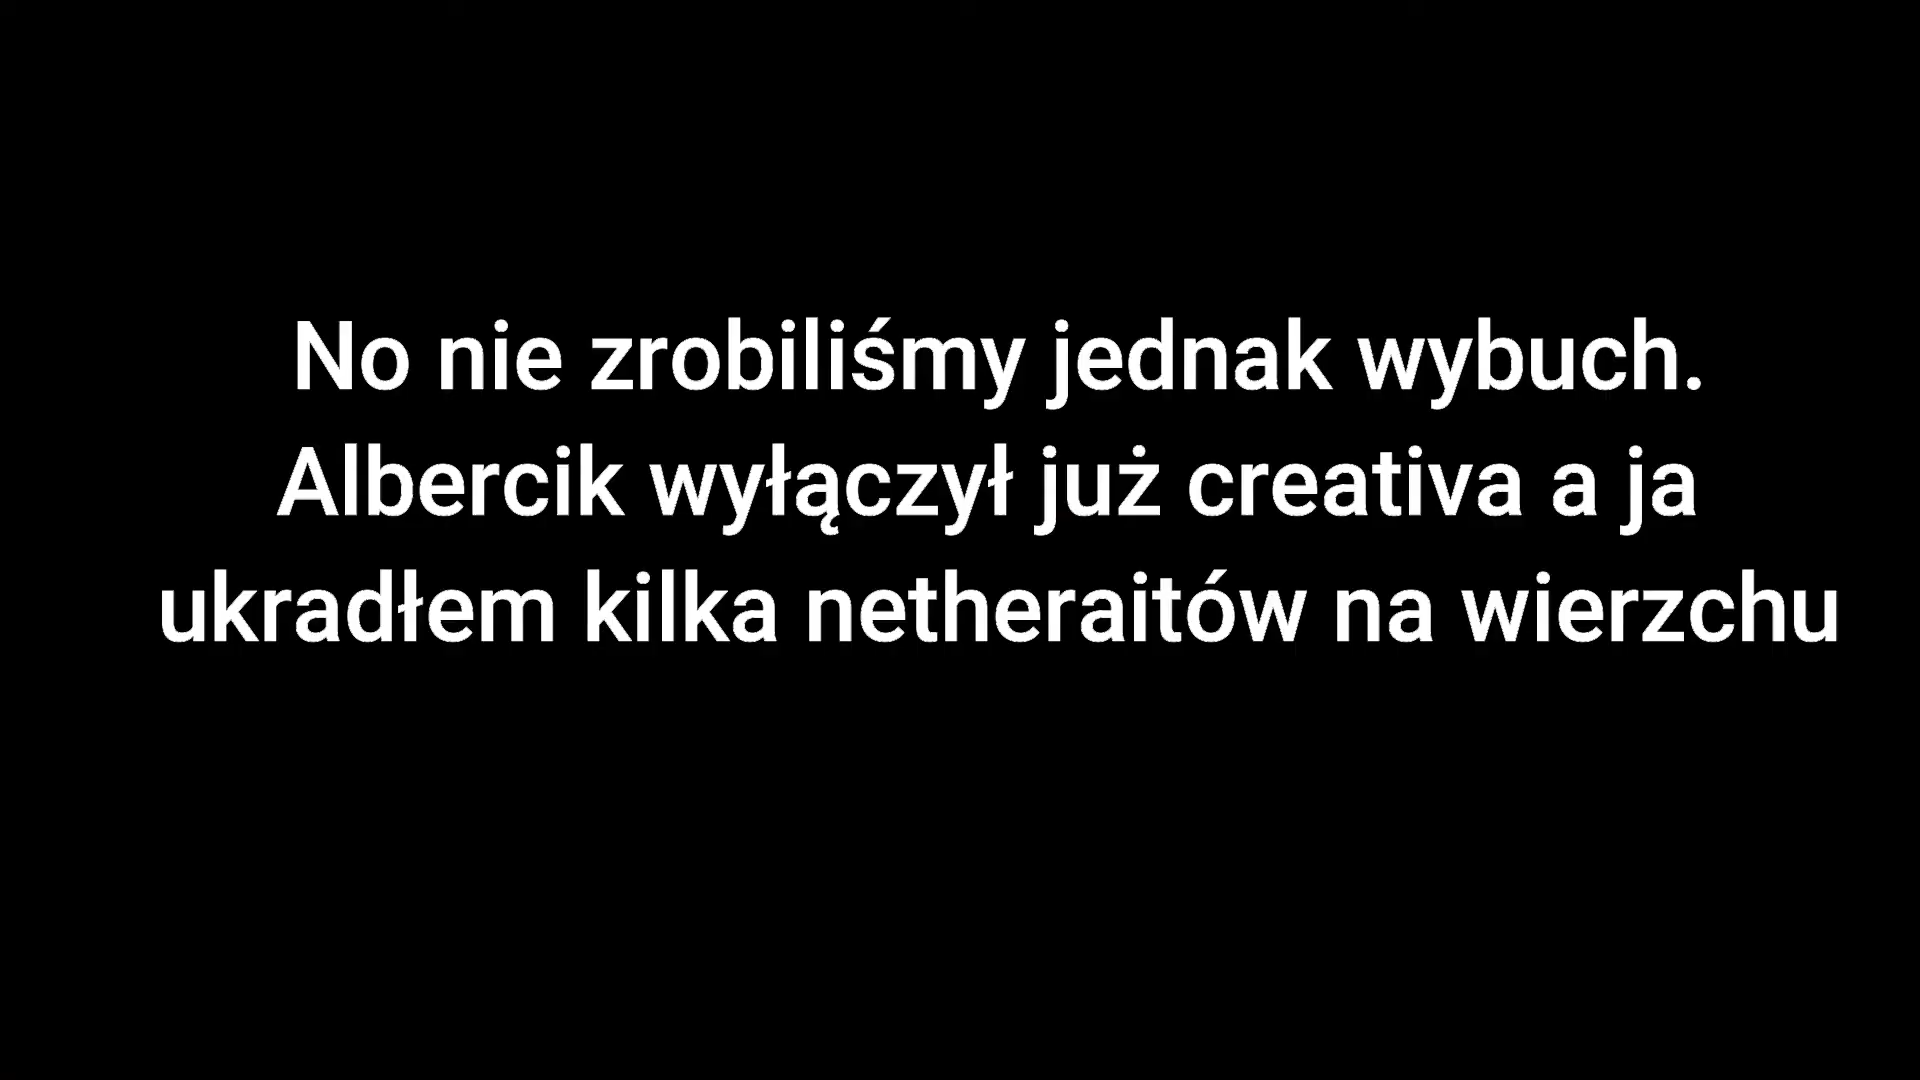 No nie zrobiliśmy jednak wybuch.
Albercik wyłączył już creativa a ja
ukradłem kilka netheraitów na wierzchu